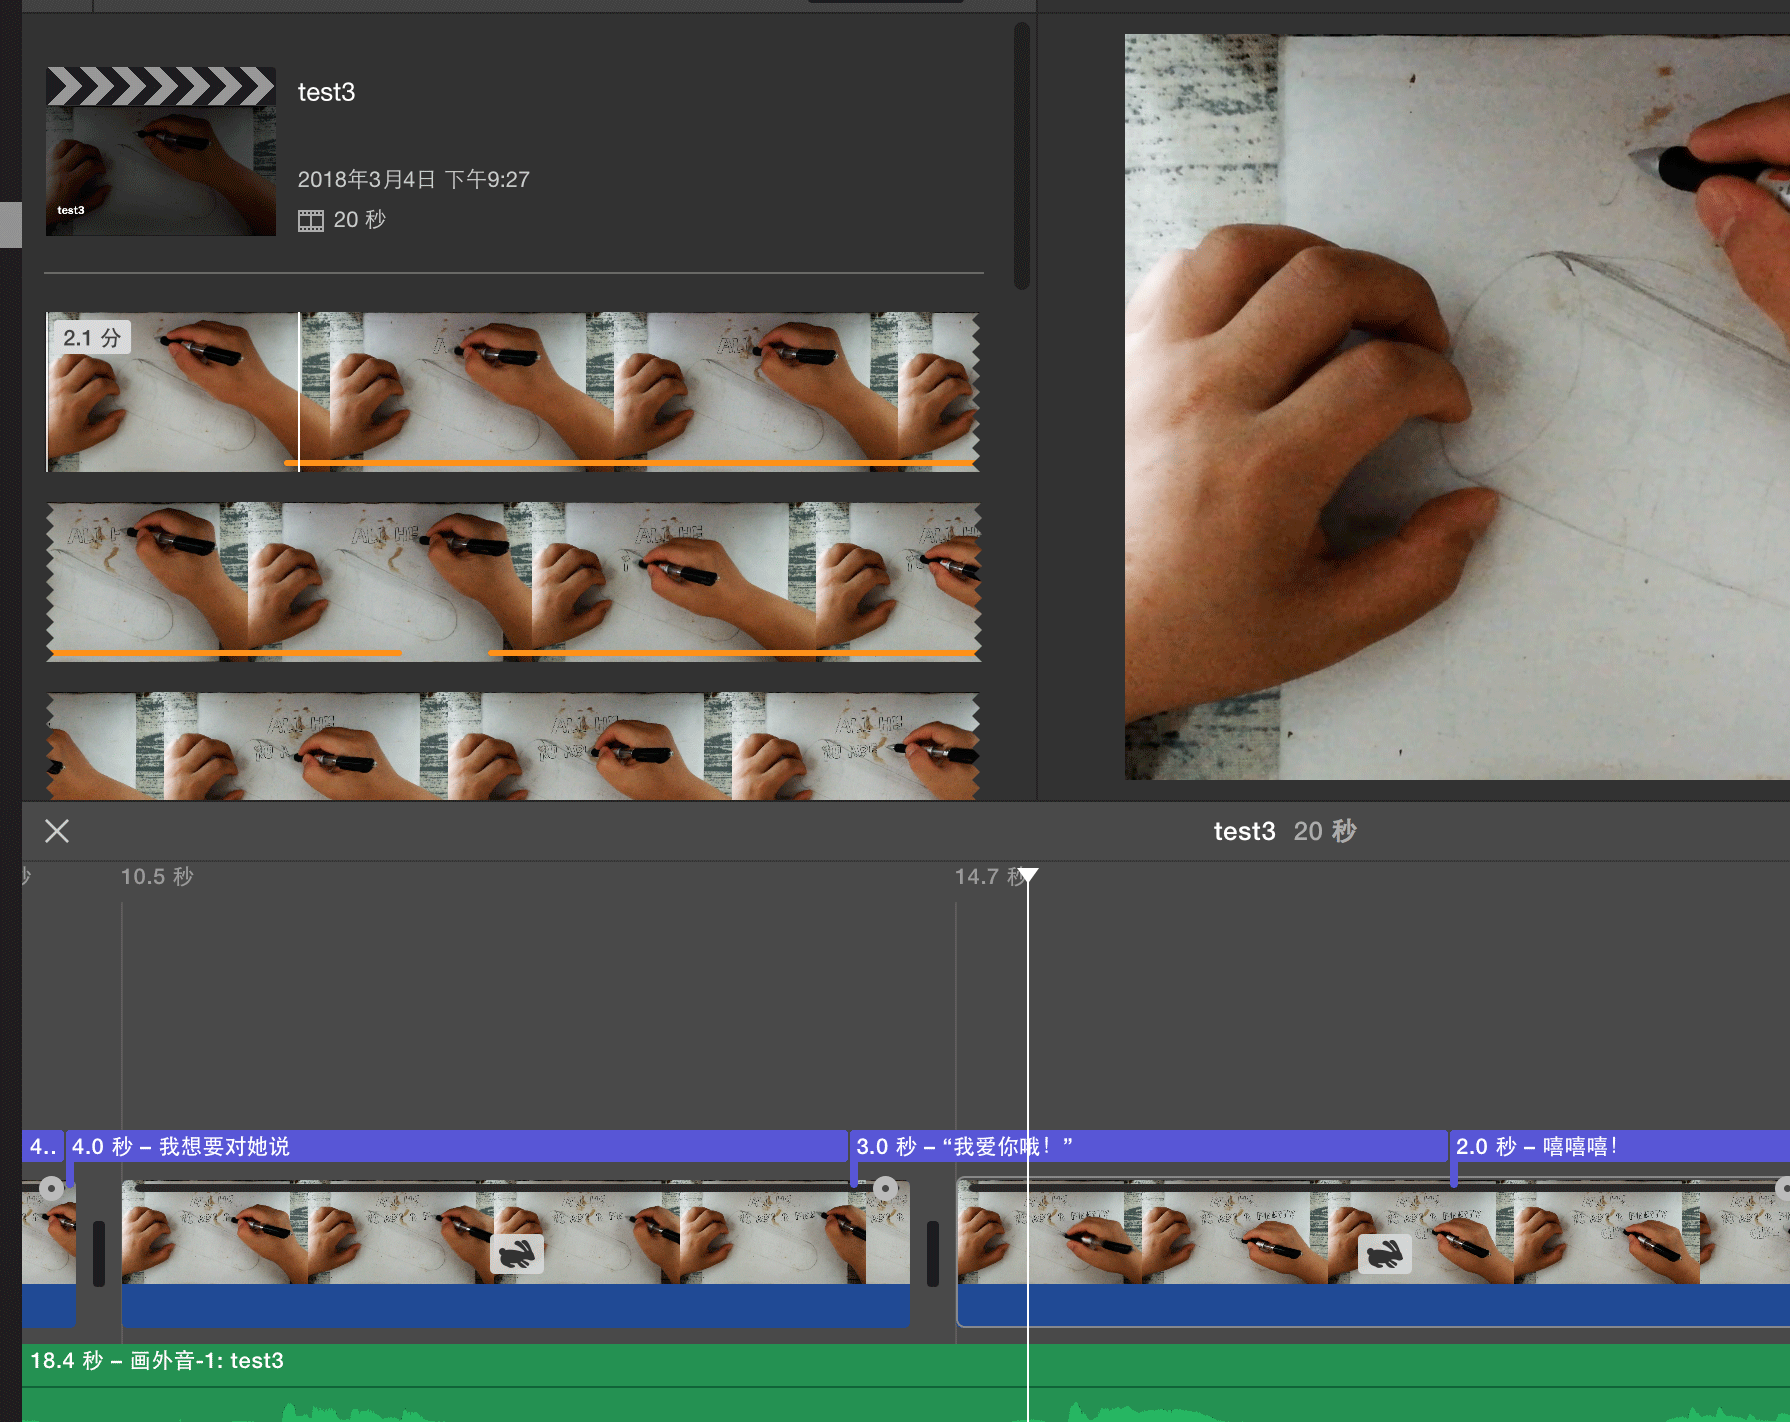 test3
2018年3月4日 下午9:27
20 秒
test3
2.1 分
test3 20 秒
10.5 秒
14.7 秒
4..
4.0 秒 – 我想要对她说
3.0 秒 – “我爱你哦！”
2.0 秒 – 嘻嘻嘻！
18.4 秒 – 画外音-1: test3